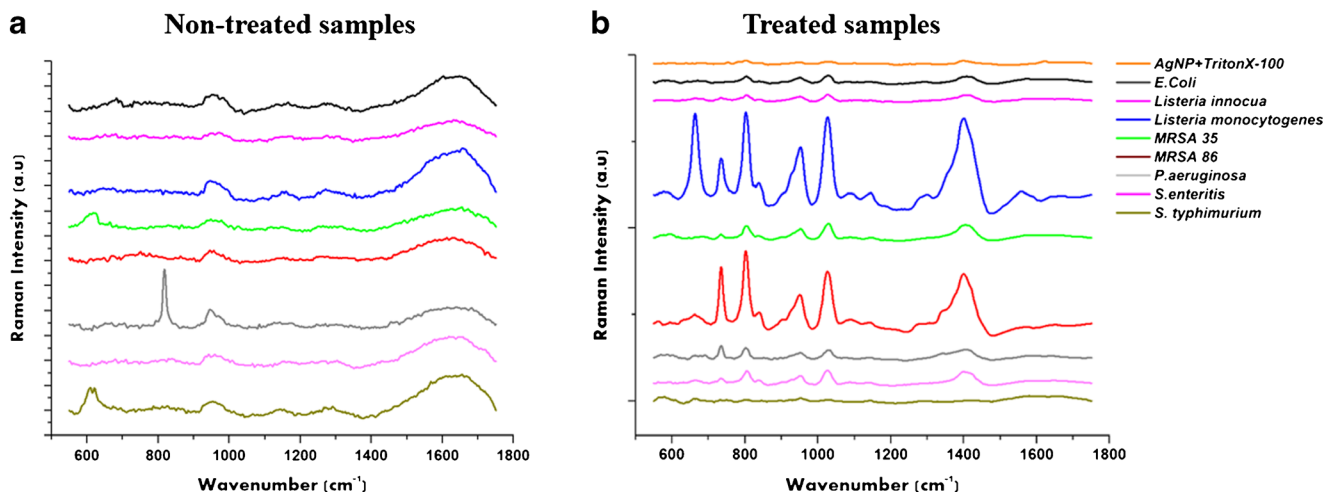 a
Non-treated samples
Raman Intensity (a.u)
600 800 1000 1200 1400 1600 1800
Wavenumber (cm-1)
b
Treated samples
Raman Intensity (a.u)
600 800 1000 1200 1400 1600 1800
Wavenumber (cm-1)
AgNP+TritonX-100
E.Coli
Listeria innocua
Listeria monocytogenes
MRSA 35
MRSA 86
P.aeruginosa
S.enteritis
S. typhimurium